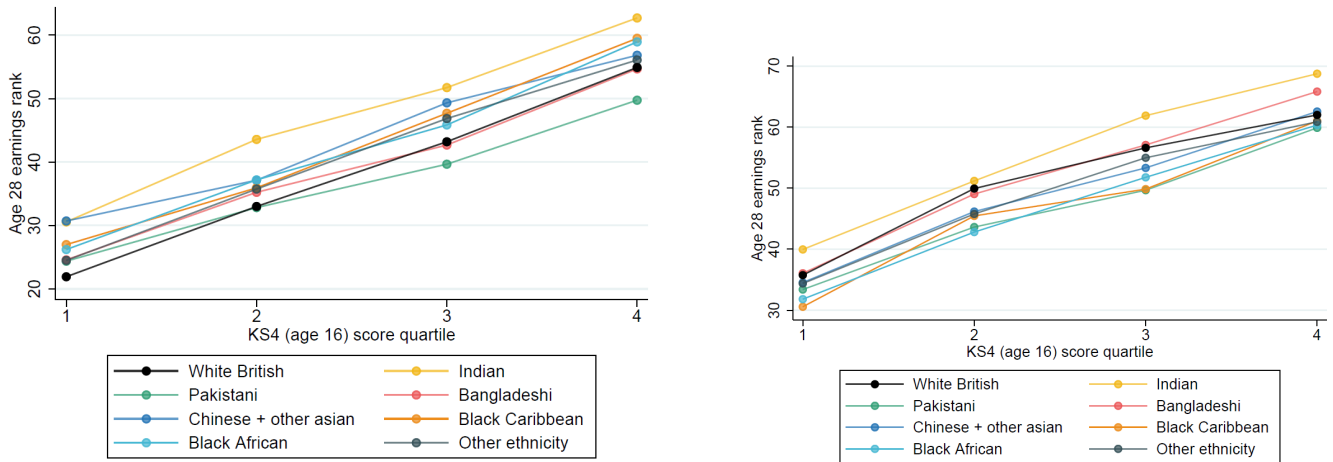 Age 28 earnings rank
60
50
40
30
20
1 2 3 4
KS4 (age 16) score quartile
White British Indian
Pakistani Bangladeshi
Chinese + other asian Black Caribbean
Black African Other ethnicity
Age 28 earnings rank
70
60
50
40
30
1 2 3 4
KS4 (age 16) score quartile
White British Indian
Pakistani Bangladeshi
Chinese + other asian Black Caribbean
Black African Other ethnicity